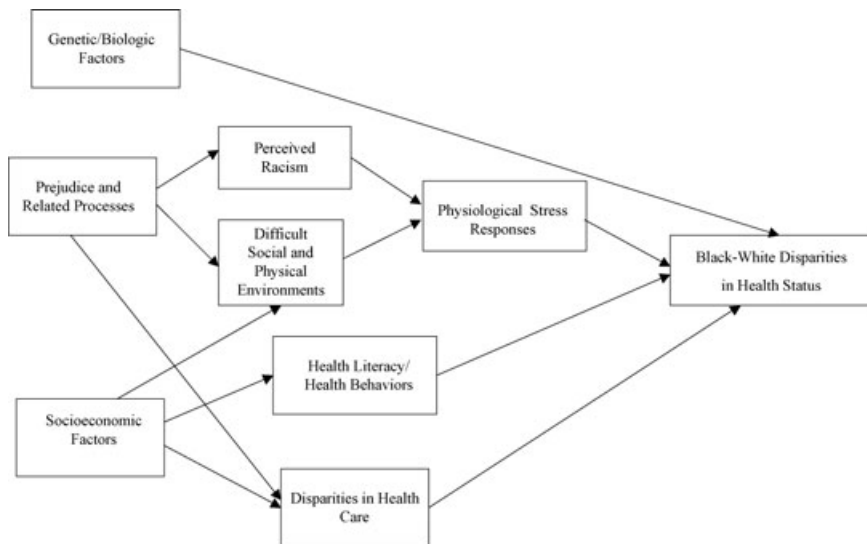 Genetic/Biologic
Factors
Perceived
Racism
Prejudice and
Related Processes
Physiological Stress
Responses
Difficult
Social and
Physical
Environments
Black-White Disparities
in Health Status
Health Literacy/
Health Behaviors
Socioeconomic
Factors
Disparities in Health
Care